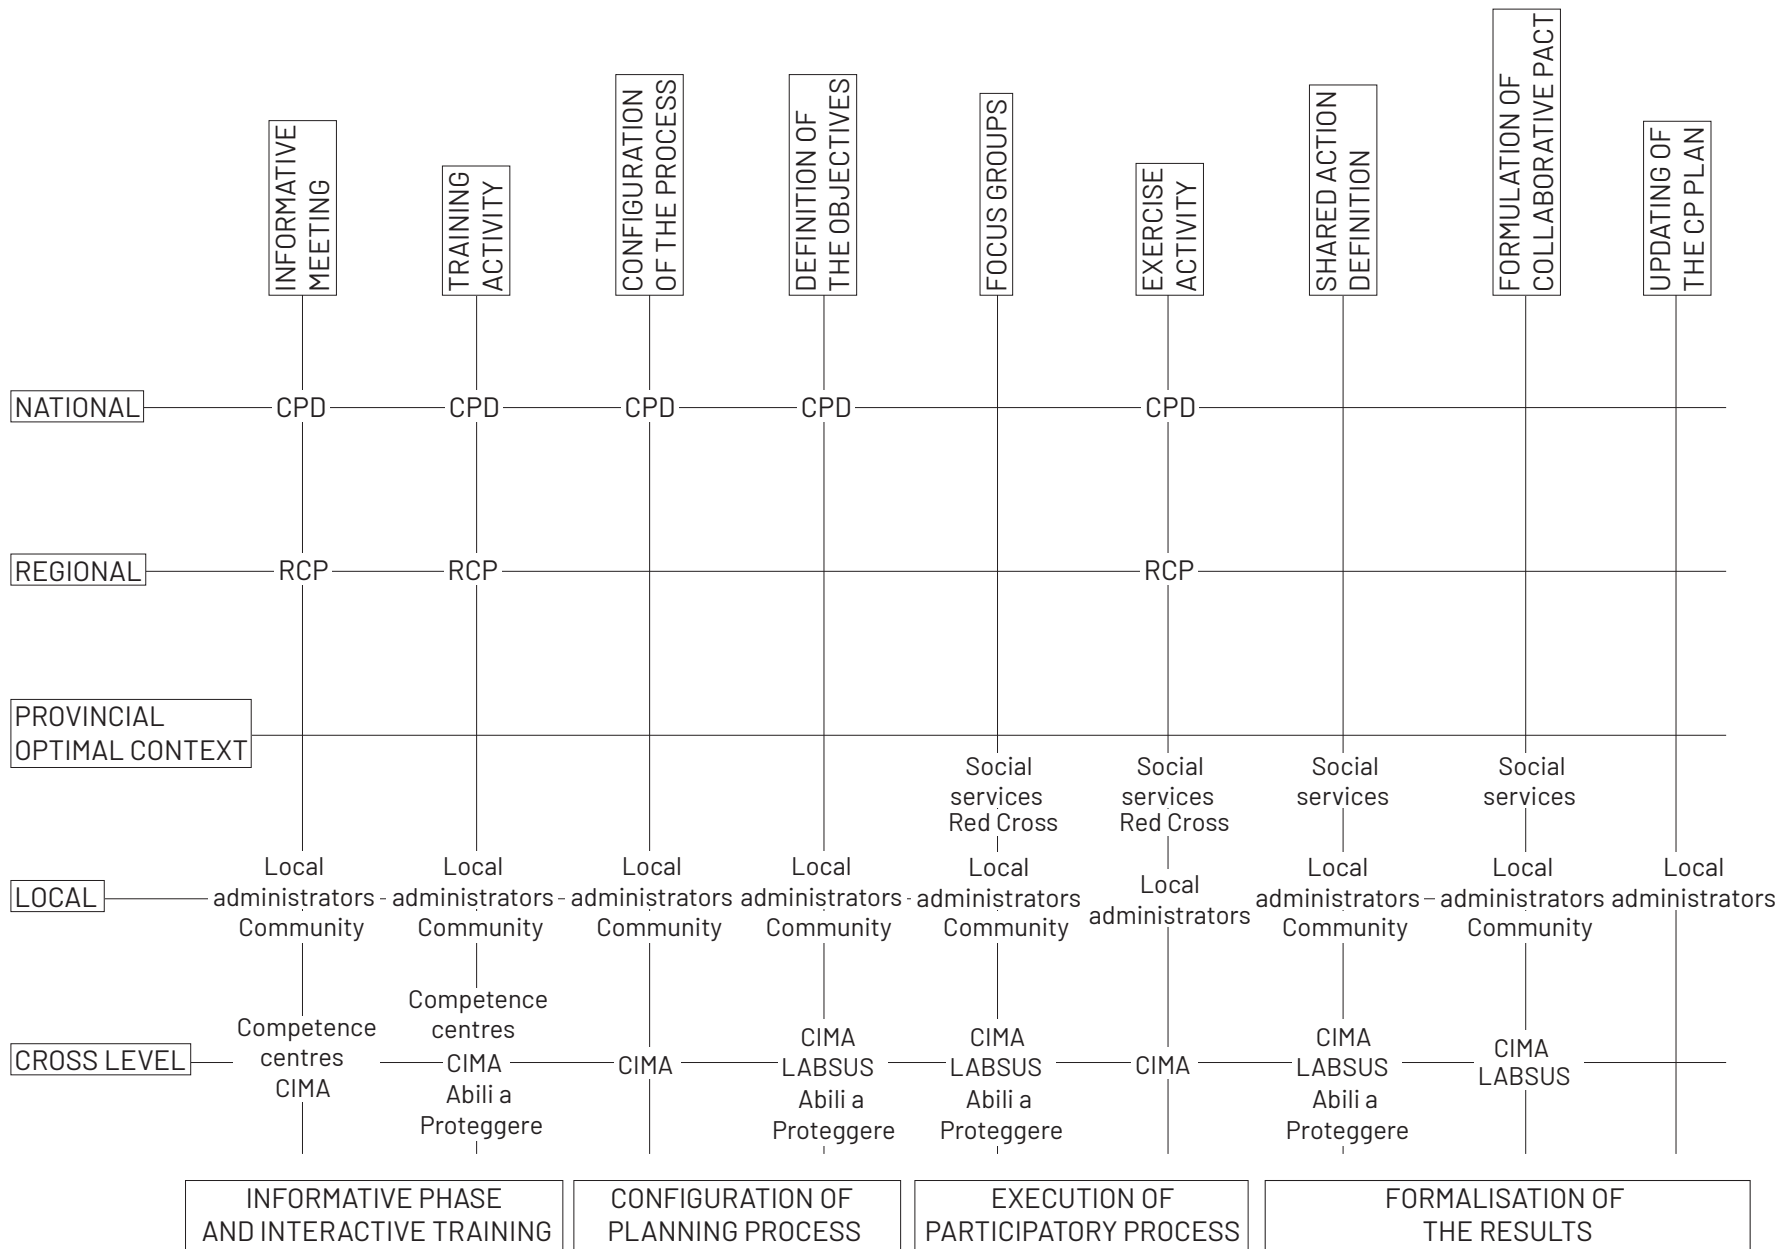 INFORMATIVE
MEETING
TRAINING
ACTIVITY
CONFIGURATION
OF THE PROCESS
DEFINITION OF
THE OBJECTIVES
FOCUS GROUPS
EXERCISE
ACTIVITY
SHARED ACTION
DEFINITION
FORMULATION OF
COLLABORATIVE PACT
UPDATING OF
THE CP PLAN
NATIONAL
CPD
CPD
CPD
CPD
CPD
REGIONAL
RCP
RCP
RCP
PROVINCIAL
OPTIMAL CONTEXT
Social
services
Red Cross
Social
services
Red Cross
Social
services
Social
services
LOCAL
Local
administrators
Community
Local
administrators
Community
Local
administrators
Community
Local
administrators
Community
Local
administrators
Community
Local
administrators
Local
administrators
Community
Local
administrators
Community
Local
administrators
CROSS LEVEL
Competence
centres
CIMA
Competence
centres
CIMA
Abili a
Proteggere
CIMA
CIMA
LABSUS
Abili a
Proteggere
CIMA
LABSUS
Abili a
Proteggere
CIMA
CIMA
LABSUS
Abili a
Proteggere
CIMA
LABSUS
INFORMATIVE PHASE
AND INTERACTIVE TRAINING
CONFIGURATION OF
PLANNING PROCESS
EXECUTION OF
PARTICIPATORY PROCESS
FORMALISATION OF
THE RESULTS